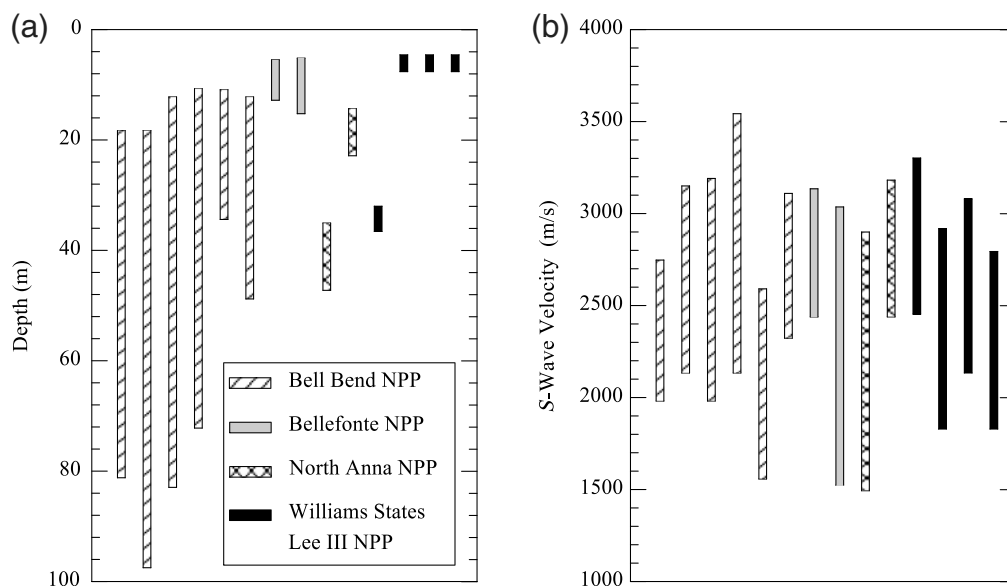 (a)
0
20
40
60
80
100
Depth (m)
Bell Bend NPP
Bellefonte NPP
North Anna NPP
Williams States
Lee III NPP
(b)
4000
3500
3000
2500
2000
1500
1000
S-Wave Velocity (m/s)